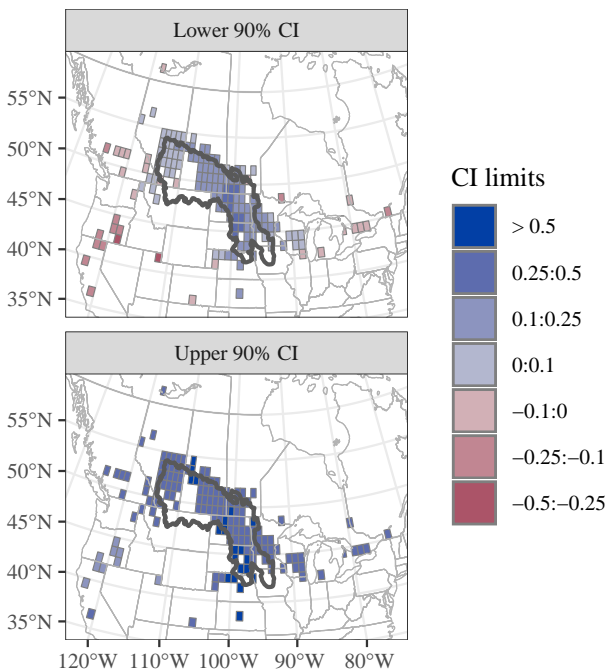 Lower 90% CI
55°N
50°N
45°N
40°N
35°N
Upper 90% CI
55°N
50°N
45°N
40°N
35°N
120°W 110°W 100°W 90°W 80°W
CI limits
> 0.5
0.25:0.5
0.1:0.25
0:0.1
−0.1:0
−0.25:−0.1
−0.5:−0.25